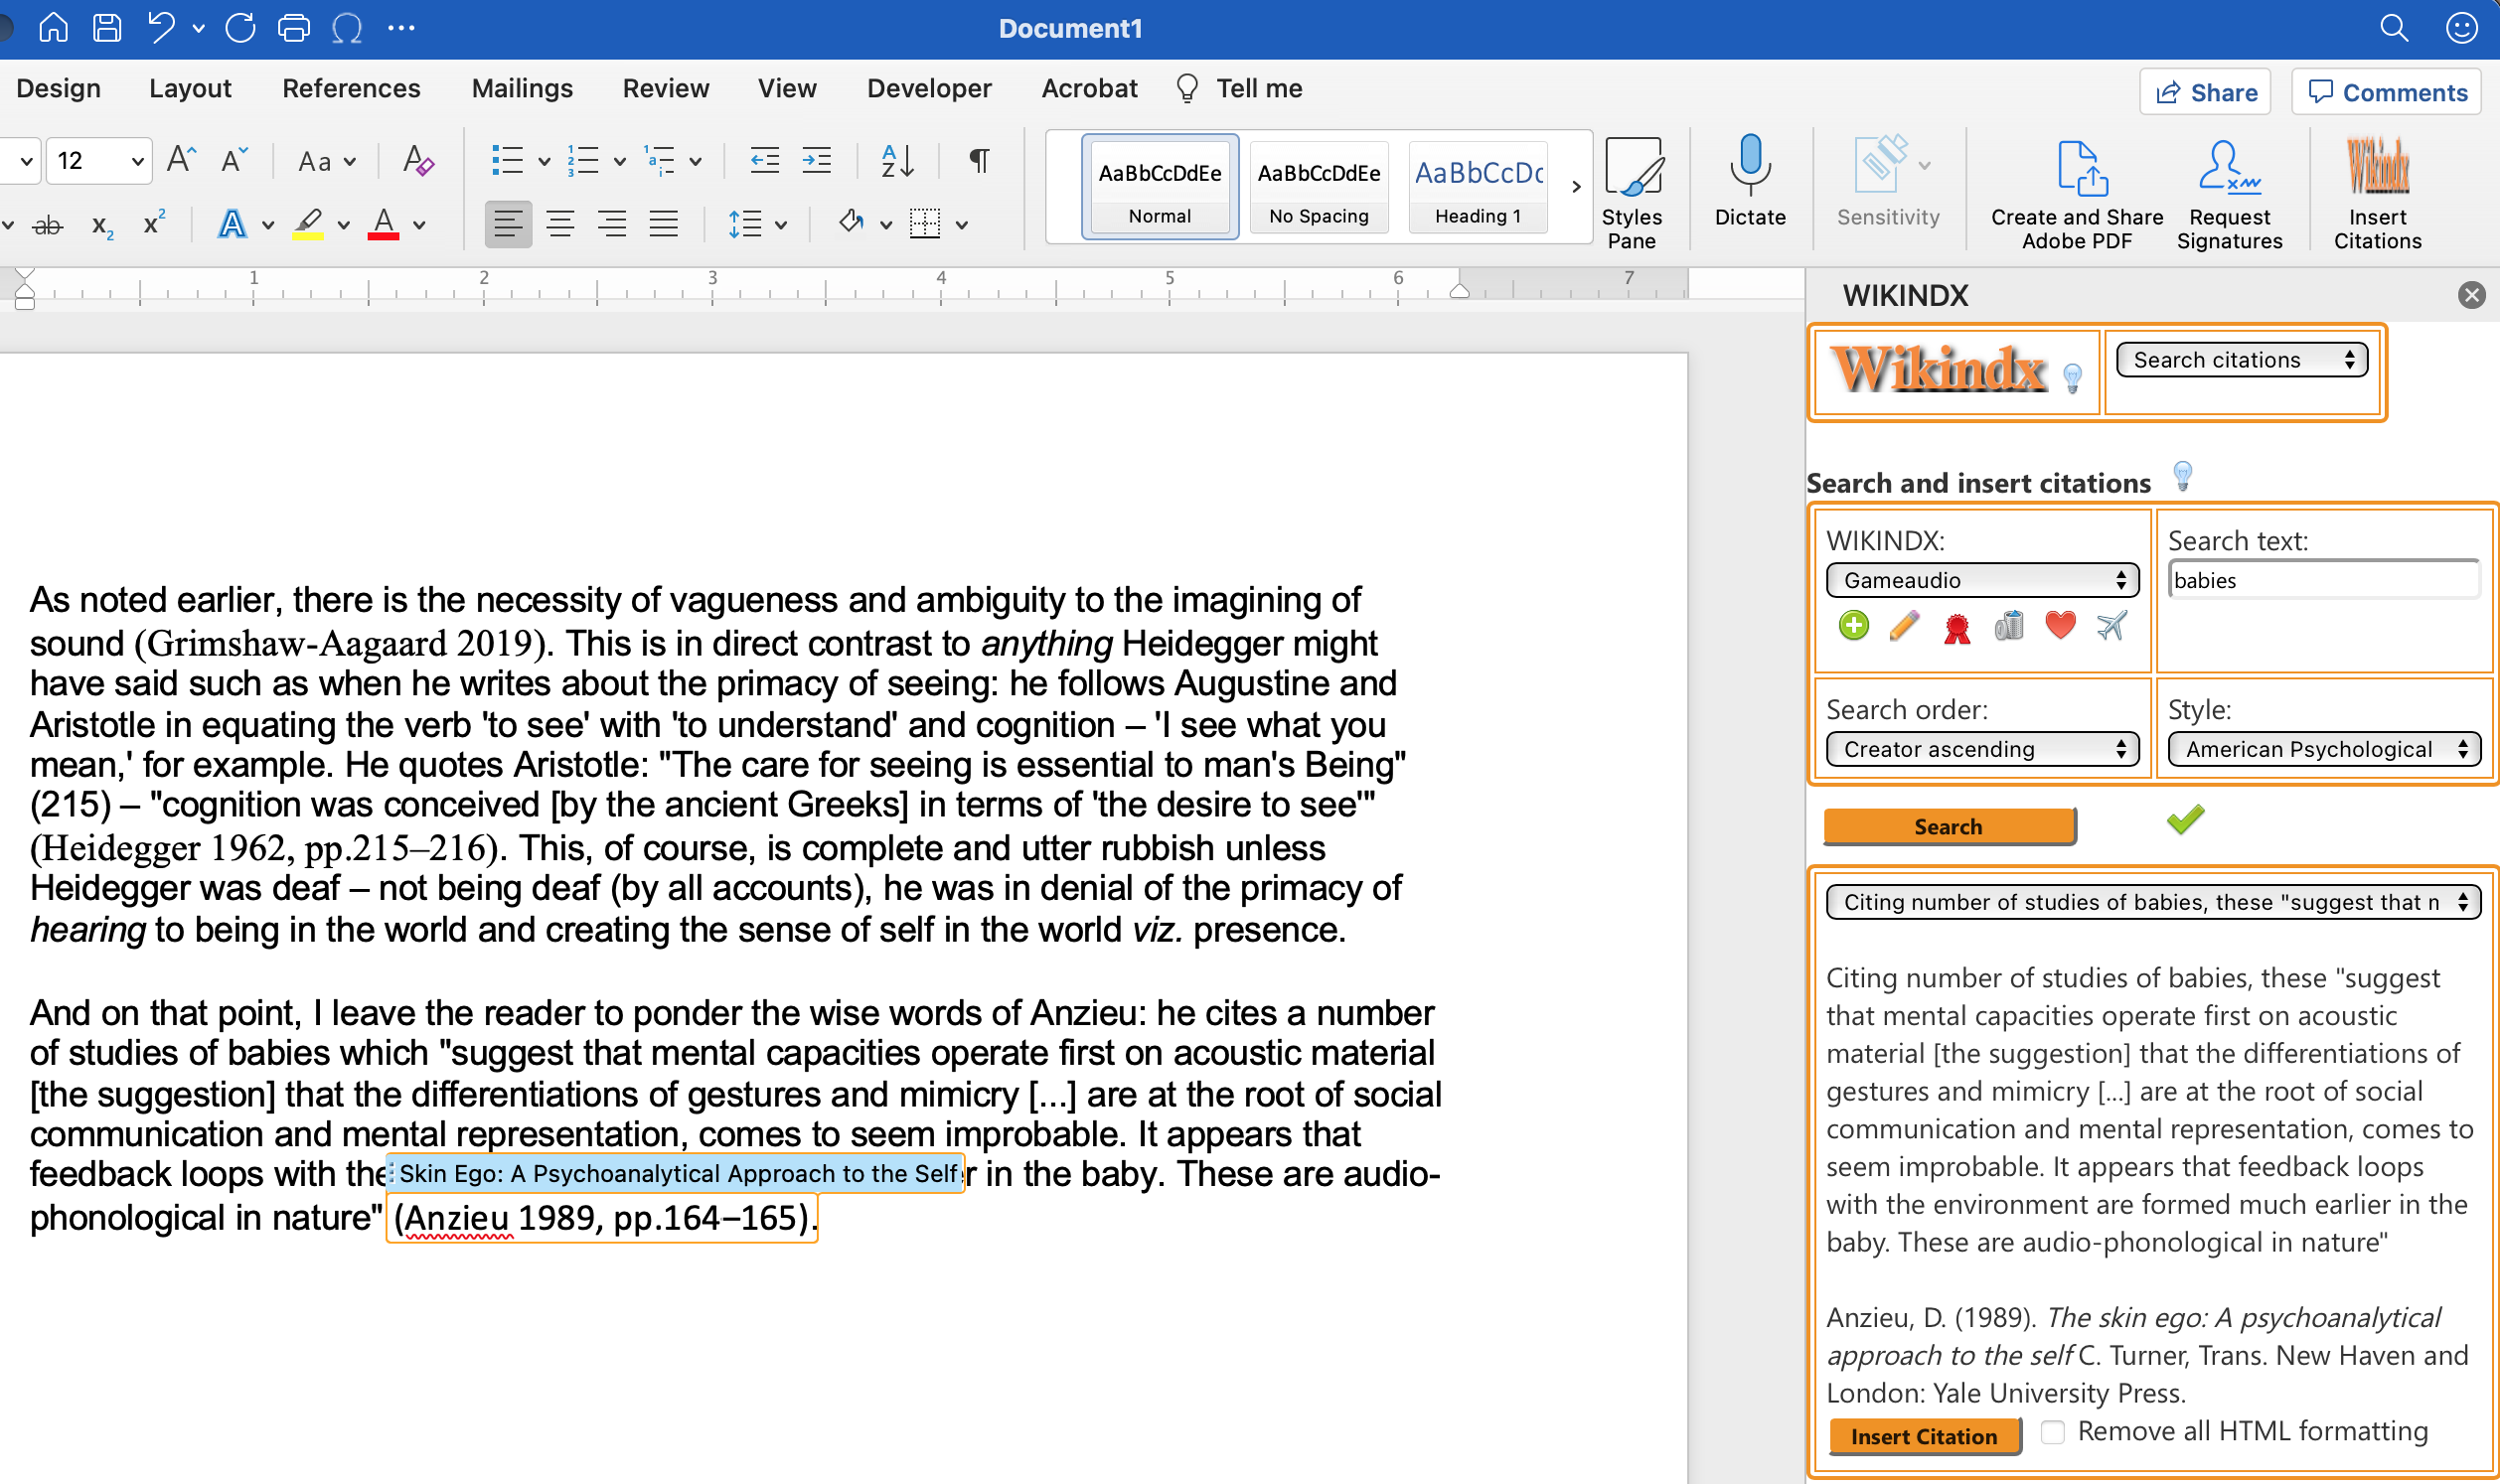 Document1
Design Layout References Mailings Review View Developer Acrobat Tell me Share Comments
12 Aa
AaBbCcDdEe AaBbCcDdEe AaBbCcDc
Normal No Spacing Heading 1
Styles Pane
Dictate
Sensitivity
Create and Share Adobe PDF
Request Signatures
Wikindx
Insert Citations
1 2 3 4 5 6 7
As noted earlier, there is the necessity of vagueness and ambiguity to the imagining of
sound (Grimshaw-Aagaard 2019). This is in direct contrast to anything Heidegger might
have said such as when he writes about the primacy of seeing: he follows Augustine and
Aristotle in equating the verb 'to see' with 'to understand' and cognition – 'I see what you
mean,' for example. He quotes Aristotle: "The care for seeing is essential to man's Being"
(215) – "cognition was conceived [by the ancient Greeks] in terms of 'the desire to see'"
(Heidegger 1962, pp.215–216). This, of course, is complete and utter rubbish unless
Heidegger was deaf – not being deaf (by all accounts), he was in denial of the primacy of
hearing to being in the world and creating the sense of self in the world viz. presence.
And on that point, I leave the reader to ponder the wise words of Anzieu: he cites a number
of studies of babies which "suggest that mental capacities operate first on acoustic material
[the suggestion] that the differentiations of gestures and mimicry [...] are at the root of social
communication and mental representation, comes to seem improbable. It appears that
feedback loops with the Skin Ego: A Psychoanalytical Approach to the Self r in the baby. These are audio-
phonological in nature" (Anzieu 1989, pp.164–165).
WIKINDX
Wikindx
Search citations
Search and insert citations
WIKINDX:
Gameaudio
Search text:
babies
Search order:
Creator ascending
Style:
American Psychological
Search
Citing number of studies of babies, these "suggest that n
Citing number of studies of babies, these "suggest
that mental capacities operate first on acoustic
material [the suggestion] that the differentiations of
gestures and mimicry [...] are at the root of social
communication and mental representation, comes to
seem improbable. It appears that feedback loops
with the environment are formed much earlier in the
baby. These are audio-phonological in nature"
Anzieu, D. (1989). The skin ego: A psychoanalytical
approach to the self C. Turner, Trans. New Haven and
London: Yale University Press.
Insert Citation Remove all HTML formatting